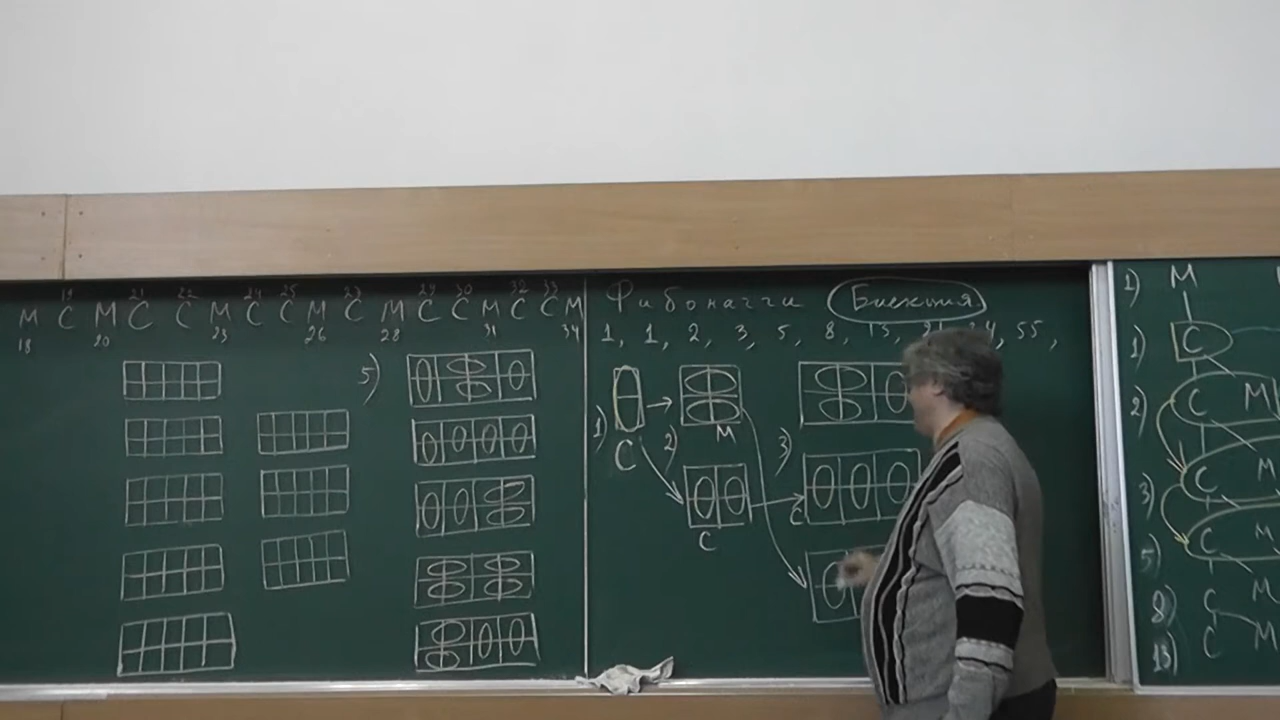 19 21 22 24 25 27 29 30 32 33
М С М С С М С С М С М С С М С С М
18 20 23 26 28 31 34
Фибоначчи Биекция
1, 1, 2, 3, 5, 8, 13, 21, 34, 55,
5)
1) С
2) М
С
3)
С
1) М
1) С
2) С М
С М
3) С М
5)
8) С М
13) С М